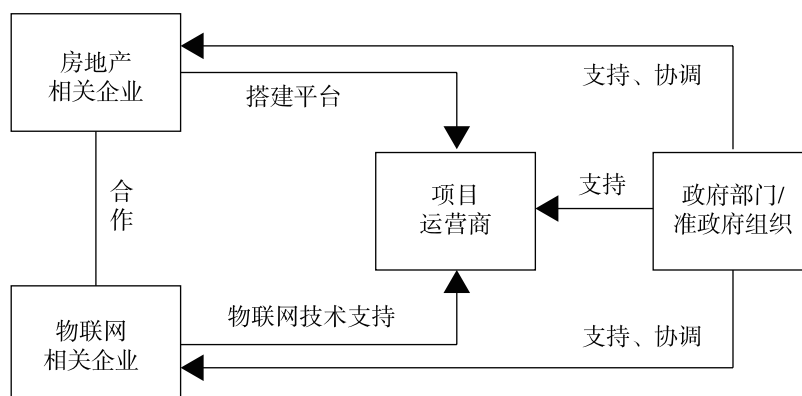 房地产
相关企业
支持、协调
搭建平台
合
作
项目
运营商
支持
政府部门/
准政府组织
物联网
相关企业
物联网技术支持
支持、协调